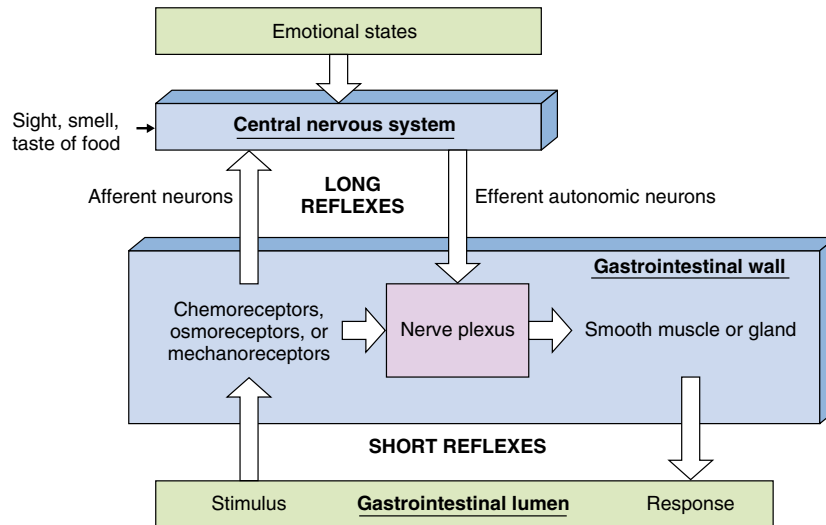 Emotional states
Sight, smell,
taste of food
Central nervous system
Afferent neurons
LONG
REFLEXES
Efferent autonomic neurons
Gastrointestinal wall
Chemoreceptors,
osmoreceptors, or
mechanoreceptors
Nerve plexus
Smooth muscle or gland
SHORT REFLEXES
Stimulus
Gastrointestinal lumen
Response